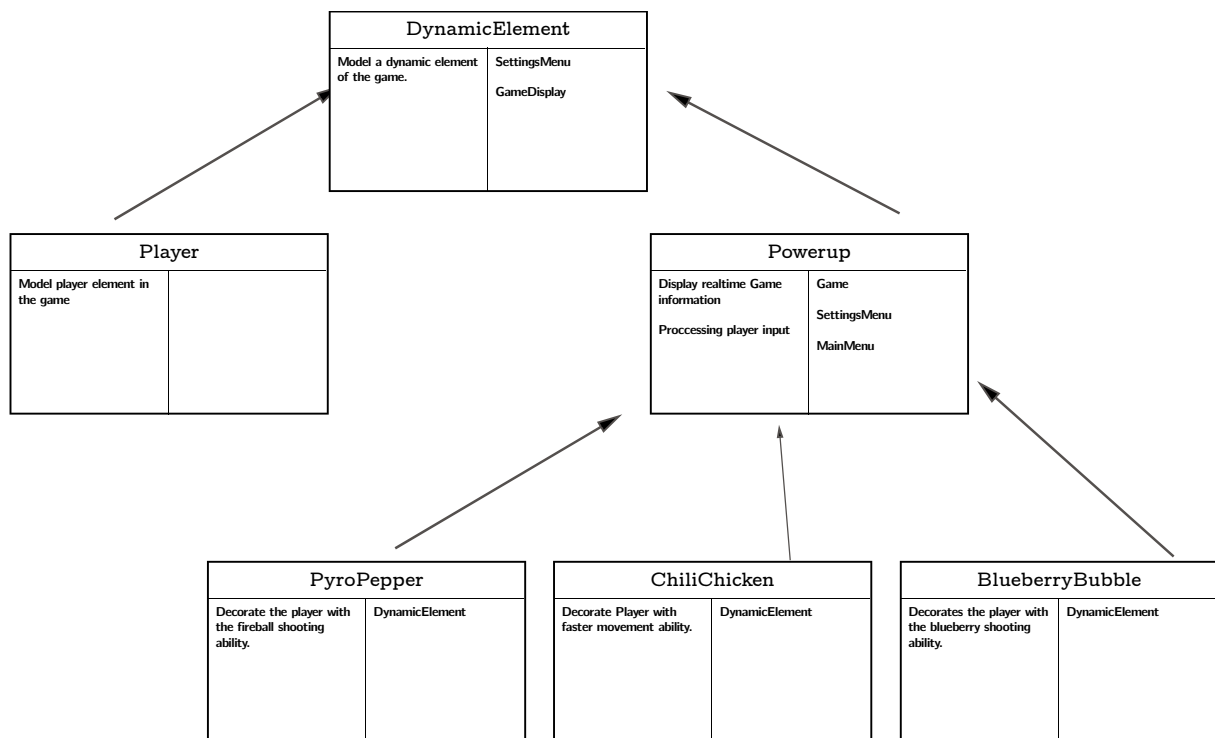 DynamicElement
Model a dynamic element
of the game.
SettingsMenu
GameDisplay
Player
Model player element in
the game
Powerup
Display realtime Game
information
Proccessing player input
Game
SettingsMenu
MainMenu
PyroPepper
Decorate the player with
the fireball shooting
ability.
DynamicElement
ChiliChicken
Decorate Player with
faster movement ability.
DynamicElement
BlueberryBubble
Decorates the player with
the blueberry shooting
ability.
DynamicElement